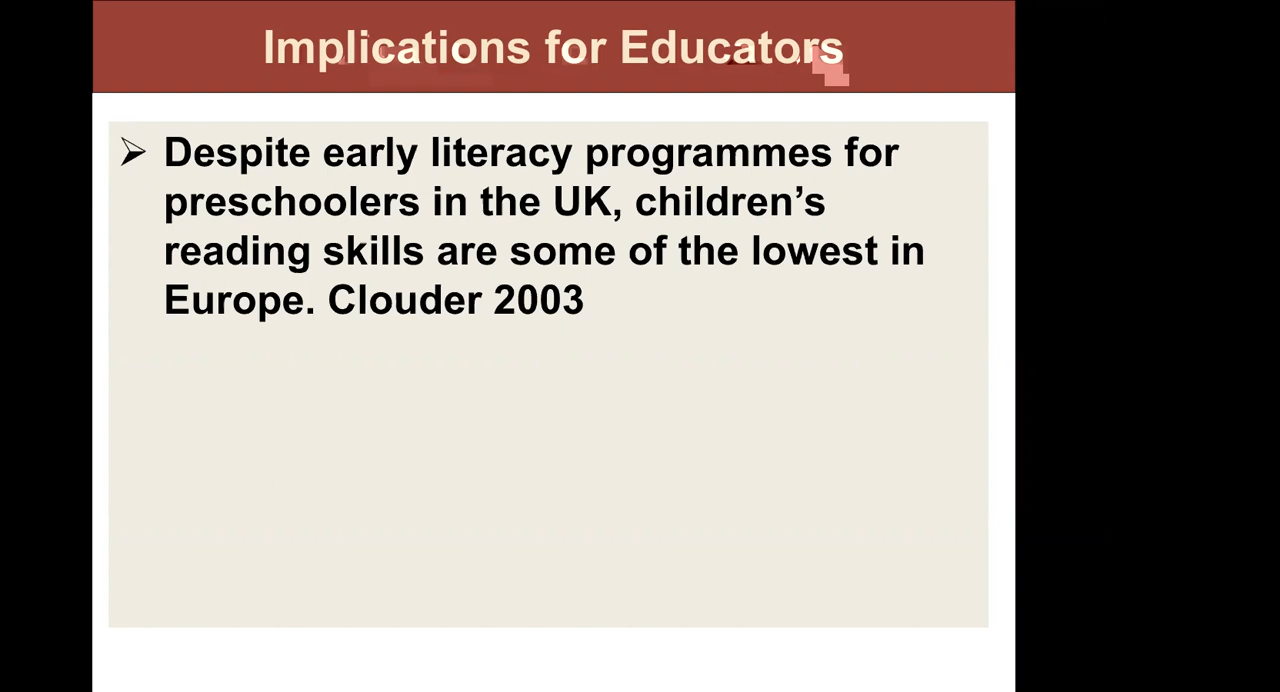 Implications for Educators
➢ Despite early literacy programmes for
preschoolers in the UK, children’s
reading skills are some of the lowest in
Europe. Clouder 2003